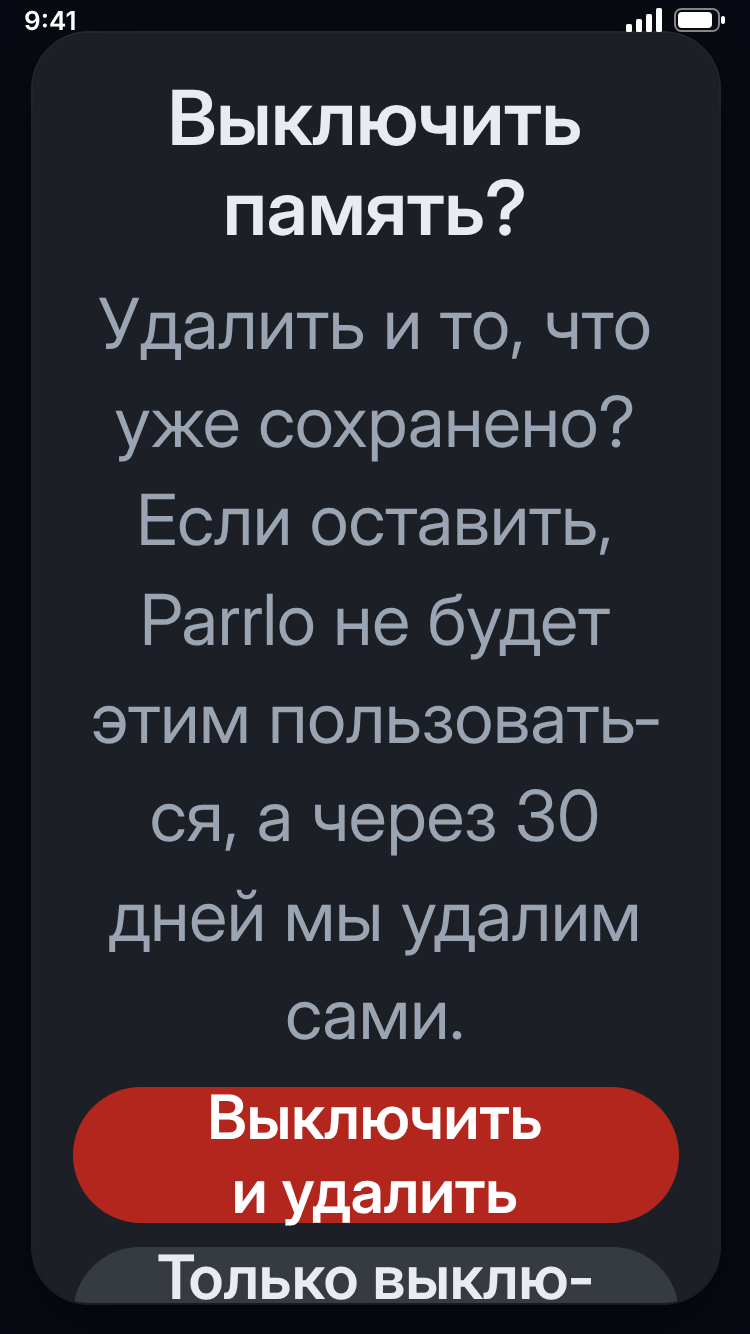 9:41
Выключить
память?
Удалить и то, что
уже сохранено?
Если оставить,
Parrlo не будет
этим пользовать-
ся, а через 30
дней мы удалим
сами.
Выключить
и удалить
Только выклю-